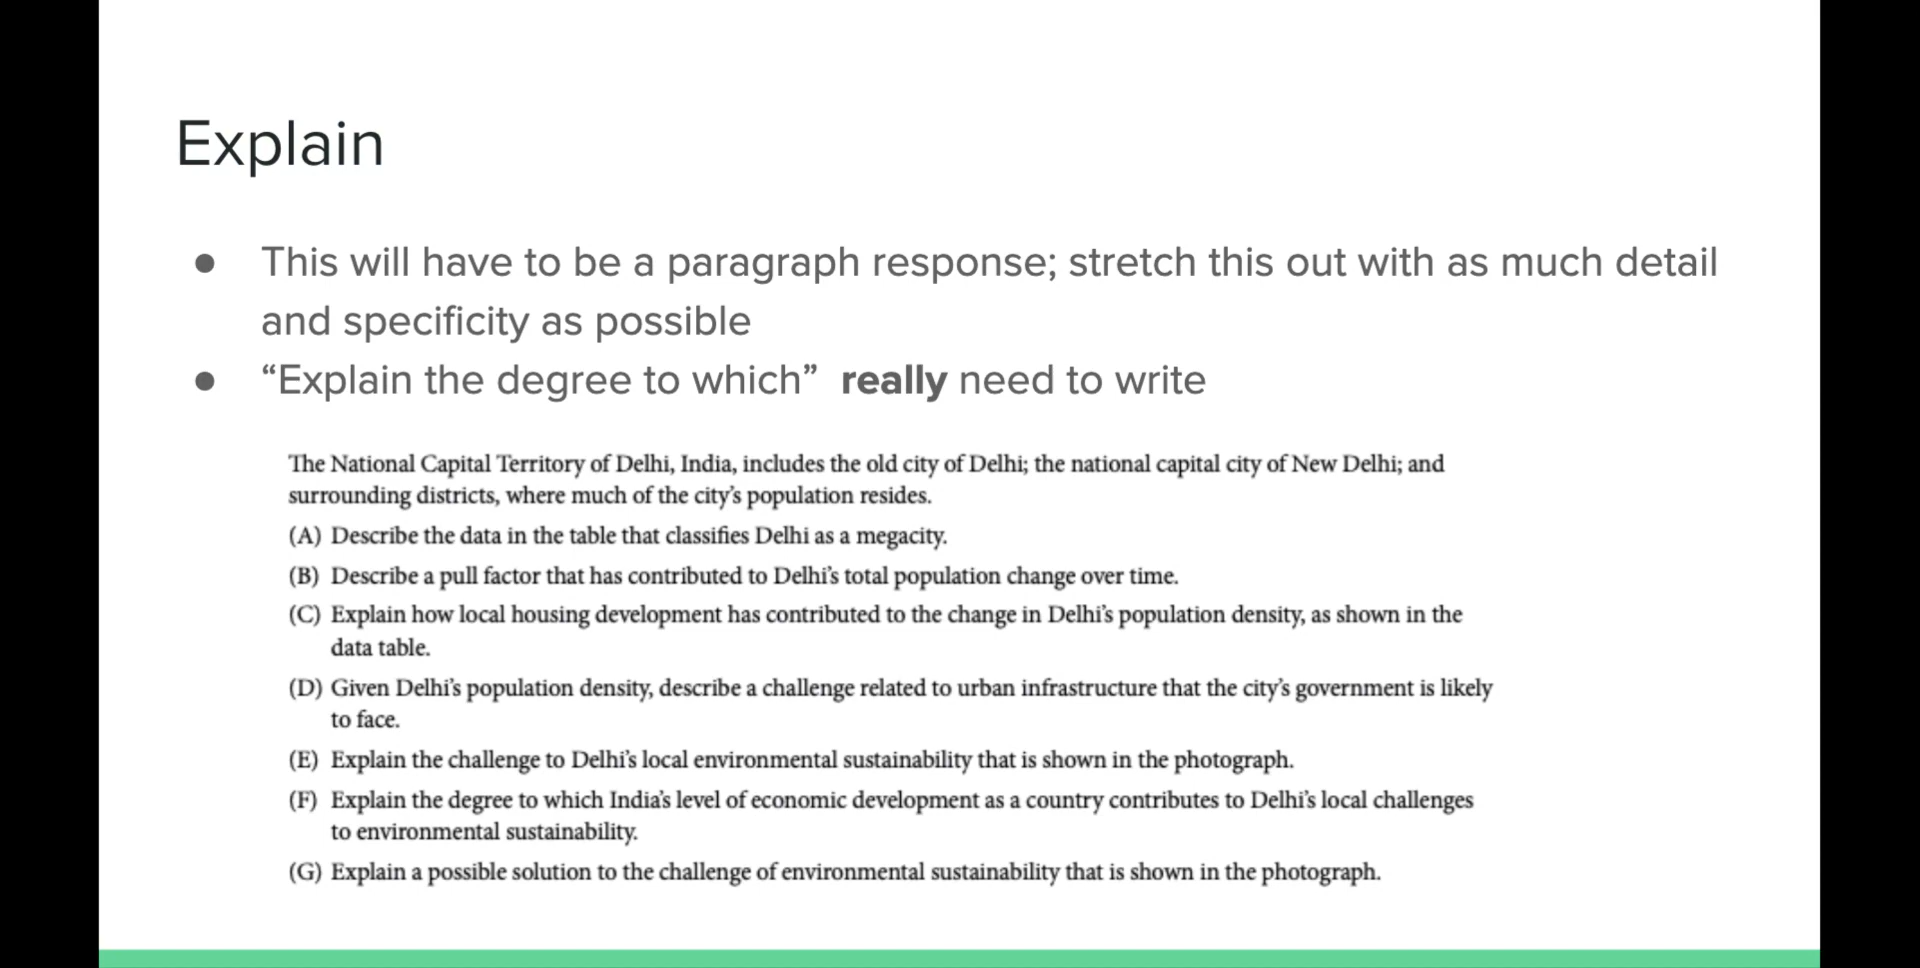 Explain
● This will have to be a paragraph response; stretch this out with as much detail
and specificity as possible
● “Explain the degree to which” really need to write
The National Capital Territory of Delhi, India, includes the old city of Delhi; the national capital city of New Delhi; and
surrounding districts, where much of the city’s population resides.
(A) Describe the data in the table that classifies Delhi as a megacity.
(B) Describe a pull factor that has contributed to Delhi’s total population change over time.
(C) Explain how local housing development has contributed to the change in Delhi’s population density, as shown in the
data table.
(D) Given Delhi’s population density, describe a challenge related to urban infrastructure that the city’s government is likely
to face.
(E) Explain the challenge to Delhi’s local environmental sustainability that is shown in the photograph.
(F) Explain the degree to which India’s level of economic development as a country contributes to Delhi’s local challenges
to environmental sustainability.
(G) Explain a possible solution to the challenge of environmental sustainability that is shown in the photograph.